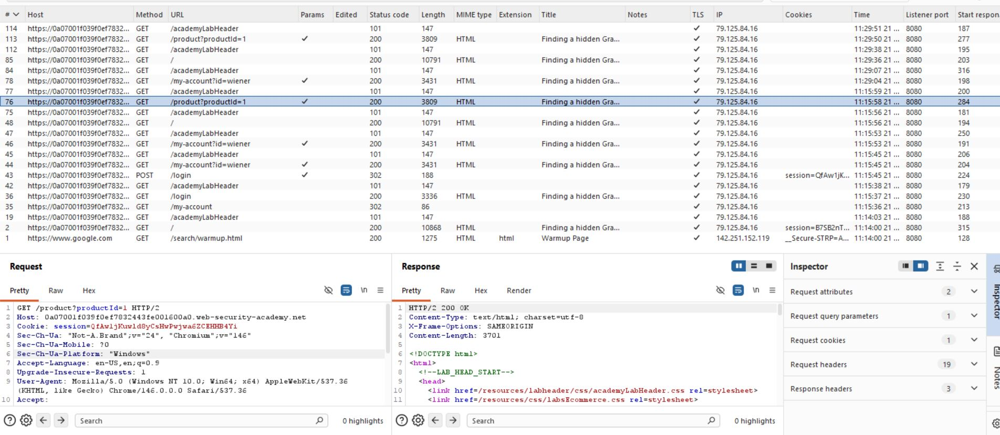 # Host Method URL Params Edited Status code Length MIME type Extension Title Notes TLS IP Cookies Time Listener port Start respon
114 https://0a07001f039f0ef7832... GET /academyLabHeader 101 147 ✓ 79.125.84.16 11:29:51 21 ... 8080 187
113 https://0a07001f039f0ef7832... GET /product?productId=1 ✓ 200 3809 HTML Finding a hidden Gra... ✓ 79.125.84.16 11:29:50 21 ... 8080 277
112 https://0a07001f039f0ef7832... GET /academyLabHeader 101 147 ✓ 79.125.84.16 11:29:38 21 ... 8080 195
85 https://0a07001f039f0ef7832... GET / 200 10791 HTML Finding a hidden Gra... ✓ 79.125.84.16 11:29:36 21 ... 8080 203
84 https://0a07001f039f0ef7832... GET /academyLabHeader 101 147 ✓ 79.125.84.16 11:29:07 21 ... 8080 316
78 https://0a07001f039f0ef7832... GET /my-account?id=wiener ✓ 200 3431 HTML Finding a hidden Gra... ✓ 79.125.84.16 11:29:04 21 ... 8080 198
77 https://0a07001f039f0ef7832... GET /academyLabHeader 101 147 ✓ 79.125.84.16 11:15:59 21 ... 8080 200
76 https://0a07001f039f0ef7832... GET /product?productId=1 ✓ 200 3809 HTML Finding a hidden Gra... ✓ 79.125.84.16 11:15:58 21 ... 8080 284
75 https://0a07001f039f0ef7832... GET /academyLabHeader 101 147 ✓ 79.125.84.16 11:15:56 21 ... 8080 181
48 https://0a07001f039f0ef7832... GET / 200 10791 HTML Finding a hidden Gra... ✓ 79.125.84.16 11:15:56 21 ... 8080 194
47 https://0a07001f039f0ef7832... GET /academyLabHeader 101 147 ✓ 79.125.84.16 11:15:53 21 ... 8080 250
46 https://0a07001f039f0ef7832... GET /my-account?id=wiener ✓ 200 3431 HTML Finding a hidden Gra... ✓ 79.125.84.16 11:15:53 21 ... 8080 191
45 https://0a07001f039f0ef7832... GET /academyLabHeader 101 147 ✓ 79.125.84.16 11:15:45 21 ... 8080 206
44 https://0a07001f039f0ef7832... GET /my-account?id=wiener ✓ 200 3431 HTML Finding a hidden Gra... ✓ 79.125.84.16 11:15:45 21 ... 8080 204
43 https://0a07001f039f0ef7832... POST /login ✓ 302 188 ✓ 79.125.84.16 session=QfAw1jK... 11:15:45 21 ... 8080 224
42 https://0a07001f039f0ef7832... GET /academyLabHeader 101 147 ✓ 79.125.84.16 11:15:38 21 ... 8080 179
36 https://0a07001f039f0ef7832... GET /login 200 3336 HTML Finding a hidden Gra... ✓ 79.125.84.16 11:15:37 21 ... 8080 230
35 https://0a07001f039f0ef7832... GET /my-account 302 86 ✓ 79.125.84.16 11:15:36 21 ... 8080 213
19 https://0a07001f039f0ef7832... GET /academyLabHeader 101 147 ✓ 79.125.84.16 11:14:03 21 ... 8080 188
2 https://0a07001f039f0ef7832... GET / 200 10868 HTML Finding a hidden Gra... ✓ 79.125.84.16 session=B7SB2nT... 11:14:00 21 ... 8080 315
1 https://www.google.com GET /search/warmup.html 200 1275 HTML html Warmup Page ✓ 142.251.152.119 __Secure-STRP=A... 11:14:00 21 ... 8080 128
Request
Pretty Raw Hex \n
1 GET /product?productId=1 HTTP/2
2 Host: 0a07001f039f0ef7832443fe001600a0.web-security-academy.net
3 Cookie: session=QfAw1jKuwld8yCsHwPwjwa6ZCEHHB4Yi
4 Sec-Ch-Ua: "Not-A.Brand";v="24", "Chromium";v="146"
5 Sec-Ch-Ua-Mobile: ?0
6 Sec-Ch-Ua-Platform: "Windows"
7 Accept-Language: en-US,en;q=0.9
8 Upgrade-Insecure-Requests: 1
9 User-Agent: Mozilla/5.0 (Windows NT 10.0; Win64; x64) AppleWebKit/537.36
(KHTML, like Gecko) Chrome/146.0.0.0 Safari/537.36
10 Accept:
Search 0 highlights
Response
Pretty Raw Hex Render \n
1 HTTP/2 200 OK
2 Content-Type: text/html; charset=utf-8
3 X-Frame-Options: SAMEORIGIN
4 Content-Length: 3701
5
6 <!DOCTYPE html>
7 <html>
8 <!--LAB_HEAD_START-->
9 <head>
10 <link href=/resources/labheader/css/academyLabHeader.css rel=stylesheet>
11 <link href=/resources/css/labsEcommerce.css rel=stylesheet>
Search 0 highlights
Inspector
Request attributes 2
Request query parameters 1
Request cookies 1
Request headers 19
Response headers 3
Inspector
Notes